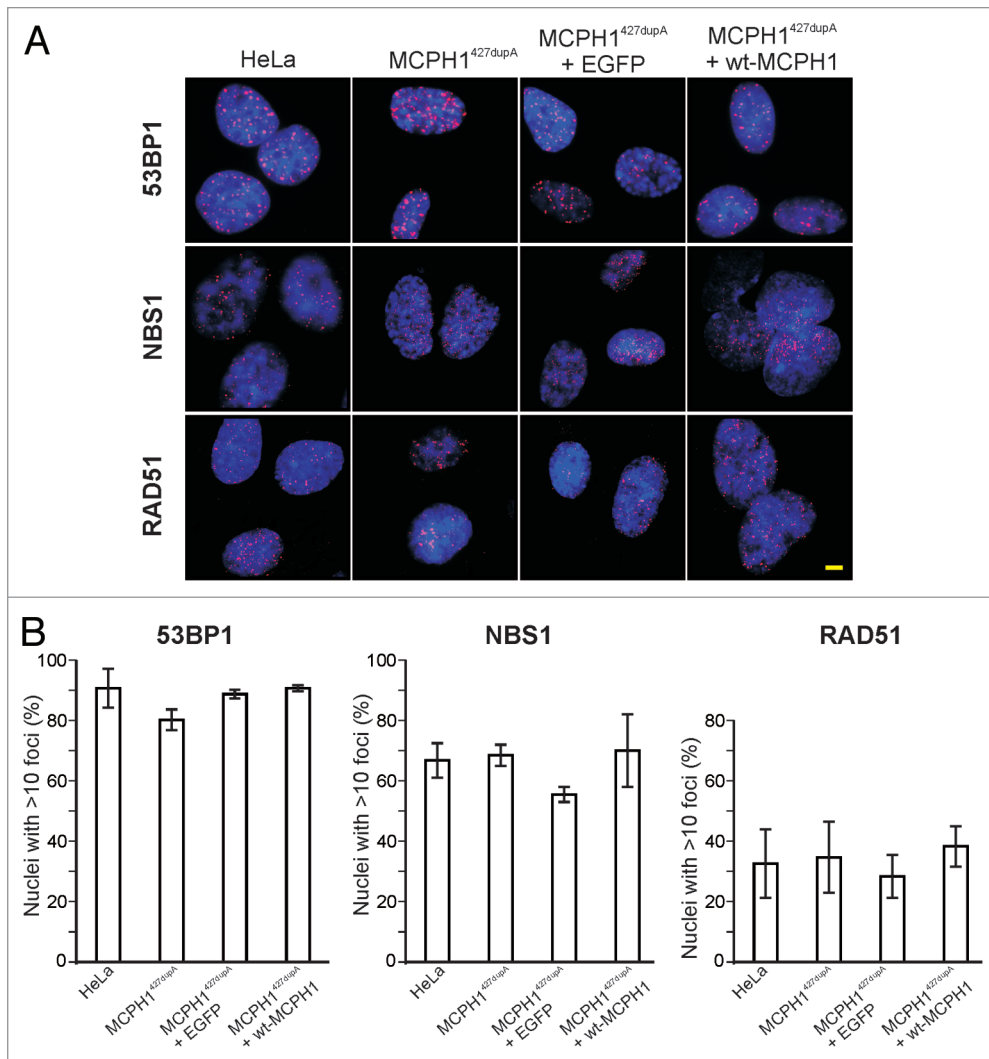 A
HeLa
MCPH1427dupA
MCPH1427dupA
+ EGFP
MCPH1427dupA
+ wt-MCPH1
53BP1
NBS1
RAD51
B
53BP1
Nuclei with >10 foci (%)
100
80
60
40
20
0
HeLa
MCPH1427dupA
MCPH1427dupA
+ EGFP
MCPH1427dupA
+ wt-MCPH1
NBS1
Nuclei with >10 foci (%)
100
80
60
40
20
0
HeLa
MCPH1427dupA
MCPH1427dupA
+ EGFP
MCPH1427dupA
+ wt-MCPH1
RAD51
Nuclei with >10 foci (%)
80
60
40
20
0
HeLa
MCPH1427dupA
MCPH1427dupA
+ EGFP
MCPH1427dupA
+ wt-MCPH1